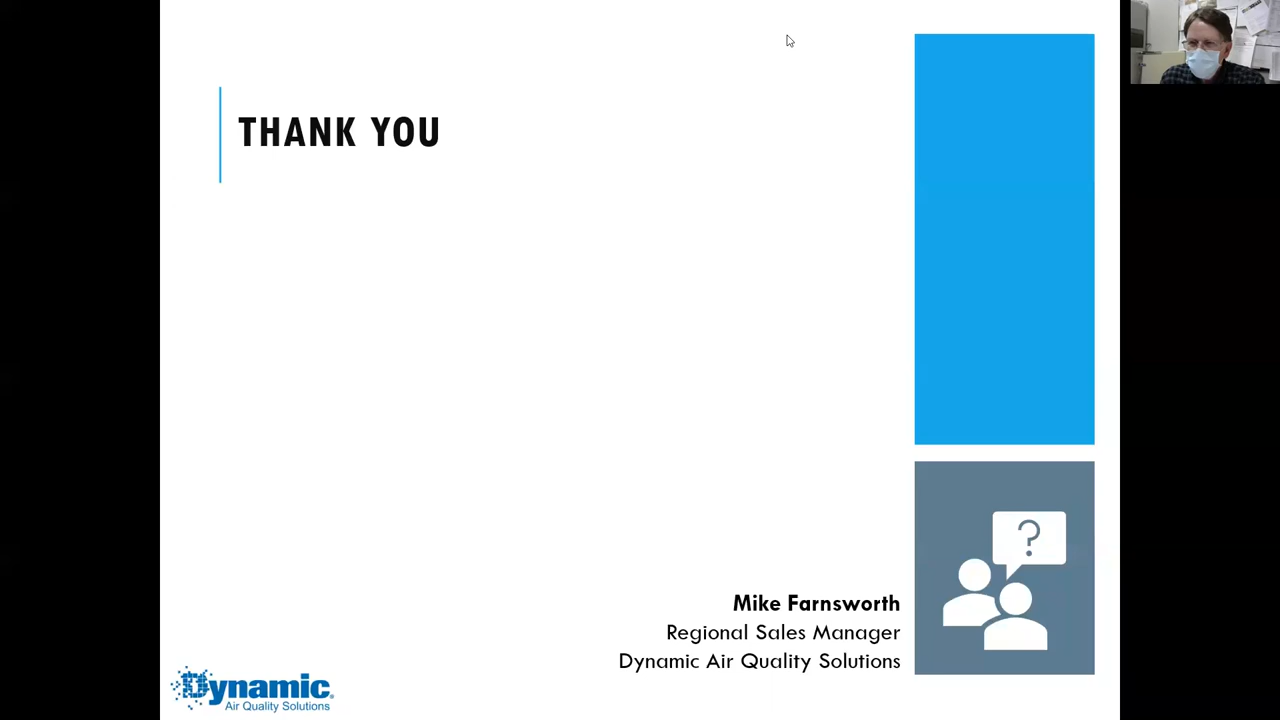 THANK YOU
?
Mike Farnsworth
Regional Sales Manager
Dynamic Air Quality Solutions
Dynamic®
Air Quality Solutions